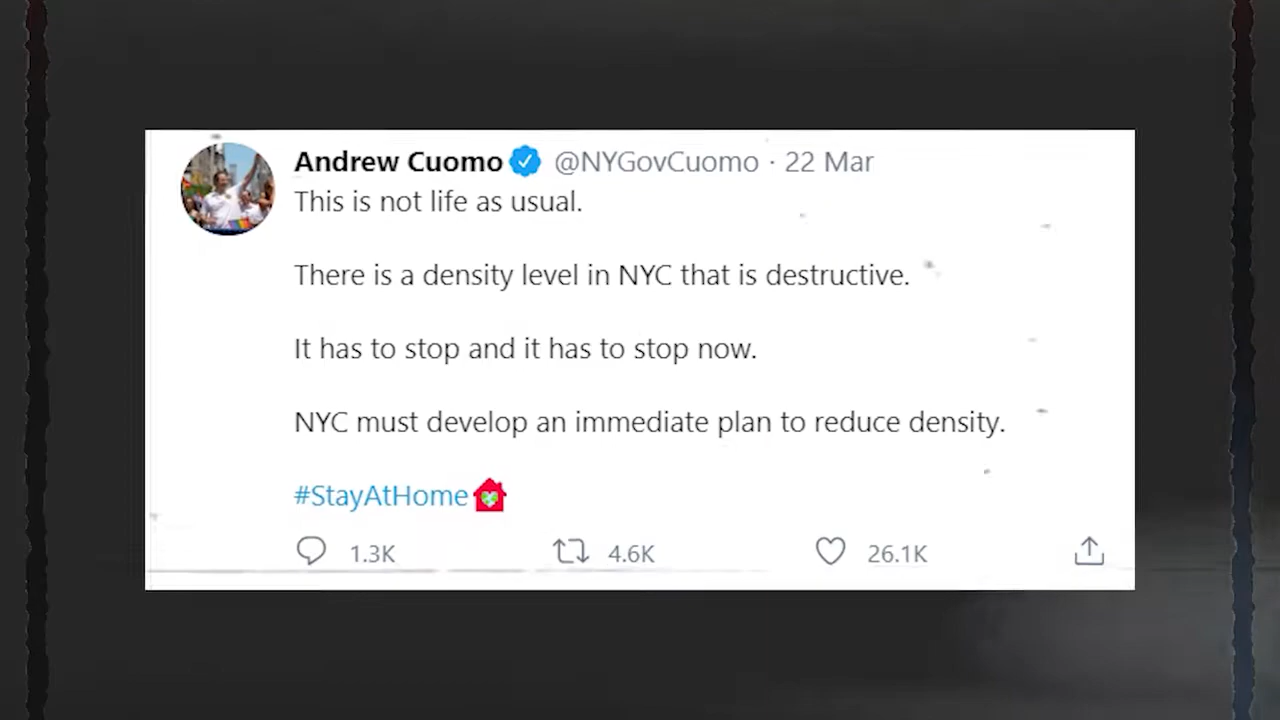 Andrew Cuomo @NYGovCuomo · 22 Mar
This is not life as usual.
There is a density level in NYC that is destructive.
It has to stop and it has to stop now.
NYC must develop an immediate plan to reduce density.
#StayAtHome
1.3K 4.6K 26.1K